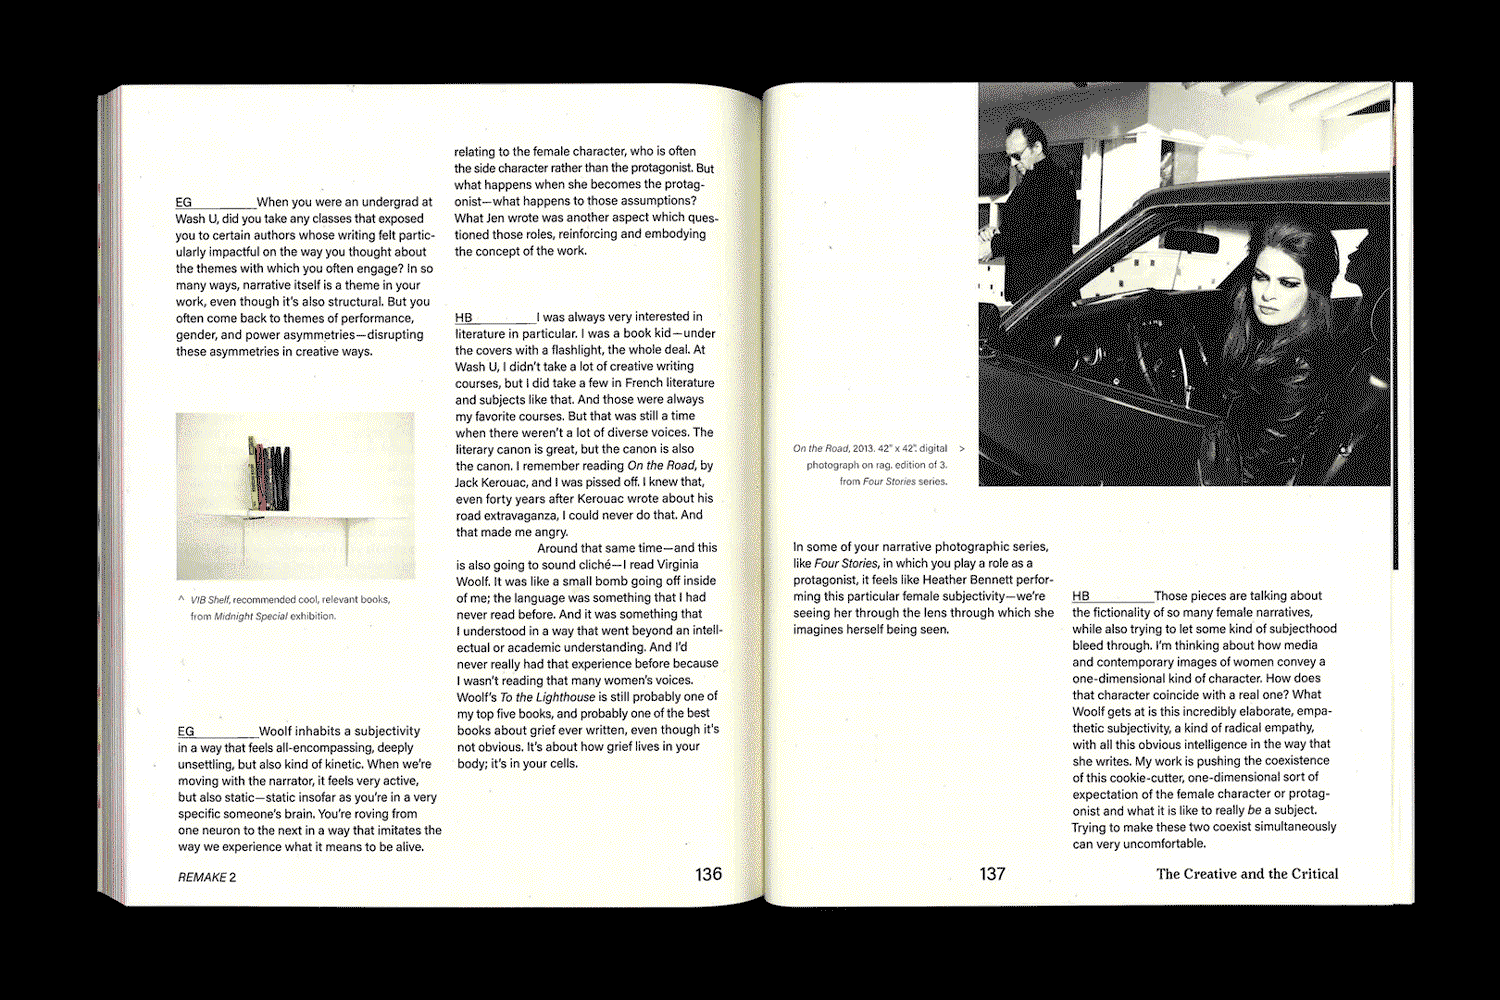 EG When you were an undergrad at
Wash U, did you take any classes that exposed
you to certain authors whose writing felt partic-
ularly impactful on the way you thought about
the themes with which you often engage? In so
many ways, narrative itself is a theme in your
work, even though it's also structural. But you
often come back to themes of performance,
gender, and power asymmetries—disrupting
these asymmetries in creative ways.
^ VIB Shelf, recommended cool, relevant books,
from Midnight Special exhibition.
EG Woolf inhabits a subjectivity
in a way that feels all-encompassing, deeply
unsettling, but also kind of kinetic. When we're
moving with the narrator, it feels very active,
but also static—static insofar as you're in a very
specific someone's brain. You're roving from
one neuron to the next in a way that imitates the
way we experience what it means to be alive.
REMAKE 2
relating to the female character, who is often
the side character rather than the protagonist. But
what happens when she becomes the protag-
onist—what happens to those assumptions?
What Jen wrote was another aspect which ques-
tioned those roles, reinforcing and embodying
the concept of the work.
HB I was always very interested in
literature in particular. I was a book kid—under
the covers with a flashlight, the whole deal. At
Wash U, I didn't take a lot of creative writing
courses, but I did take a few in French literature
and subjects like that. And those were always
my favorite courses. But that was still a time
when there weren't a lot of diverse voices. The
literary canon is great, but the canon is also
the canon. I remember reading On the Road, by
Jack Kerouac, and I was pissed off. I knew that,
even forty years after Kerouac wrote about his
road extravaganza, I could never do that. And
that made me angry.
Around that same time—and this
is also going to sound cliché—I read Virginia
Woolf. It was like a small bomb going off inside
of me; the language was something that I had
never read before. And it was something that
I understood in a way that went beyond an intell-
ectual or academic understanding. And I'd
never really had that experience before because
I wasn't reading that many women's voices.
Woolf's To the Lighthouse is still probably one of
my top five books, and probably one of the best
books about grief ever written, even though it's
not obvious. It's about how grief lives in your
body; it's in your cells.
136
On the Road, 2013. 42" x 42". digital >
photograph on rag. edition of 3.
from Four Stories series.
In some of your narrative photographic series,
like Four Stories, in which you play a role as a
protagonist, it feels like Heather Bennett perfor-
ming this particular female subjectivity—we're
seeing her through the lens through which she
imagines herself being seen.
137
HB Those pieces are talking about
the fictionality of so many female narratives,
while also trying to let some kind of subjecthood
bleed through. I'm thinking about how media
and contemporary images of women convey a
one-dimensional kind of character. How does
that character coincide with a real one? What
Woolf gets at is this incredibly elaborate, empa-
thetic subjectivity, a kind of radical empathy,
with all this obvious intelligence in the way that
she writes. My work is pushing the coexistence
of this cookie-cutter, one-dimensional sort of
expectation of the female character or protag-
onist and what it is like to really be a subject.
Trying to make these two coexist simultaneously
can very uncomfortable.
The Creative and the Critical